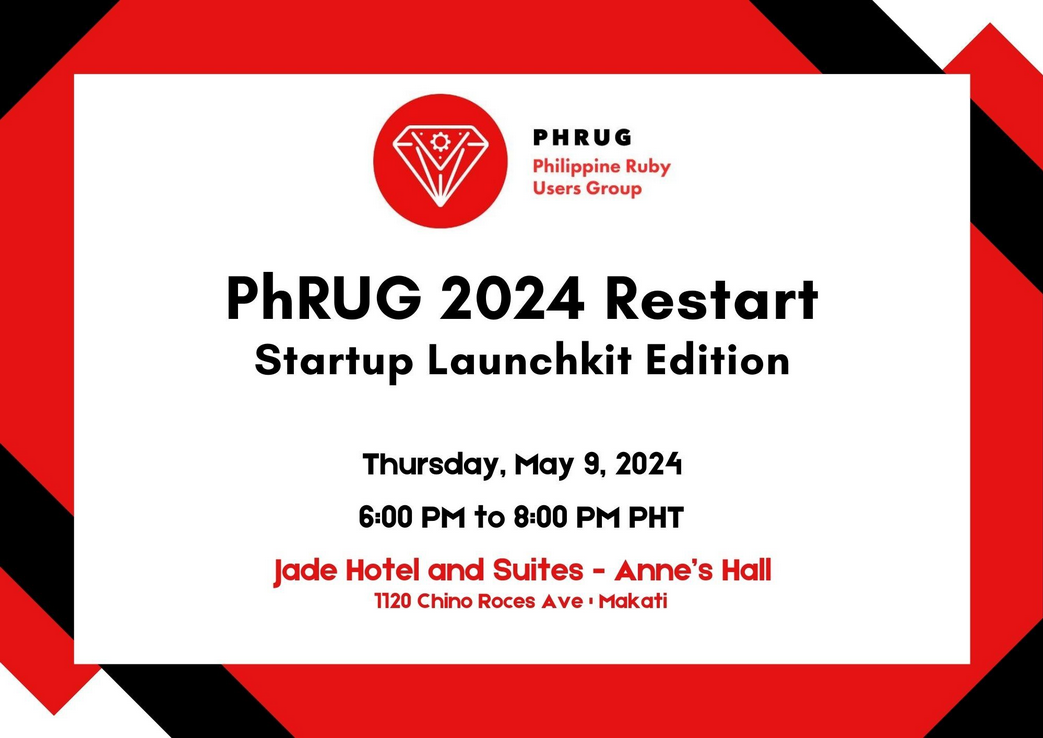 PHRUG
Philippine Ruby
Users Group
PhRUG 2024 Restart
Startup Launchkit Edition
Thursday, May 9, 2024
6:00 PM to 8:00 PM PHT
Jade Hotel and Suites - Anne's Hall
1120 Chino Roces Ave • Makati